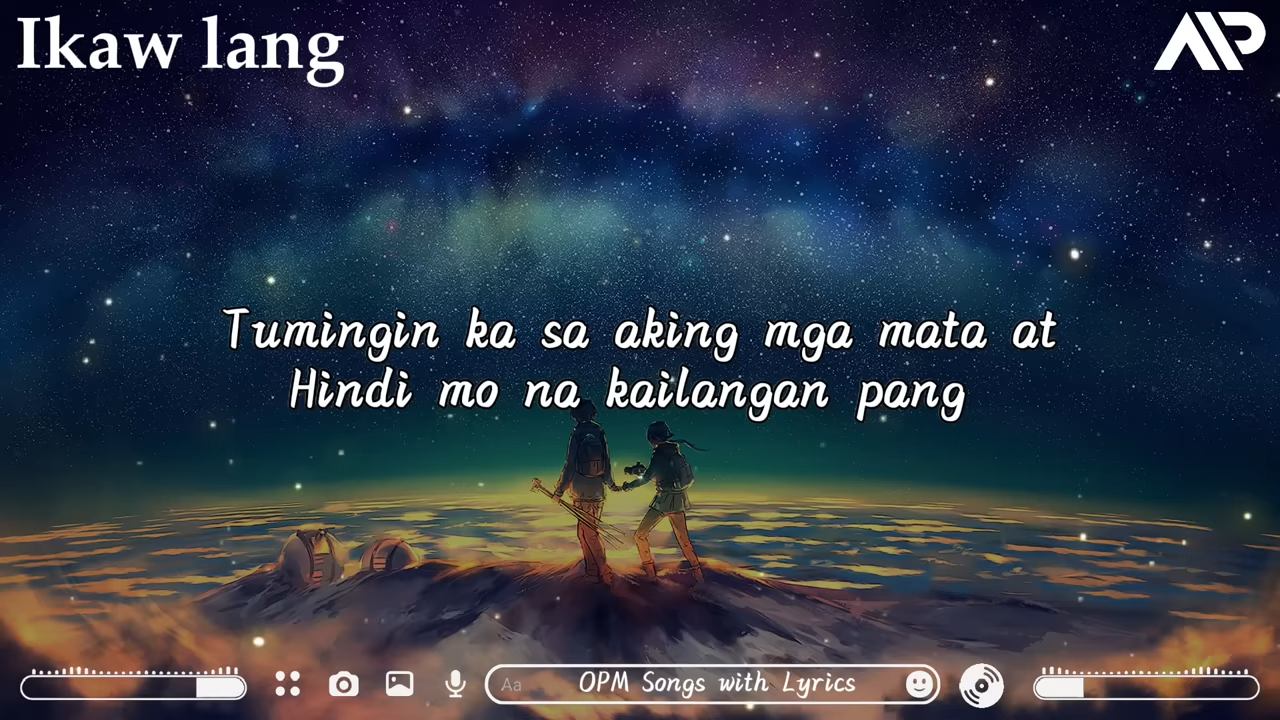 Ikaw lang
AP
Tumingin ka sa aking mga mata at
Hindi mo na kailangan pang
Aa
OPM Songs with Lyrics